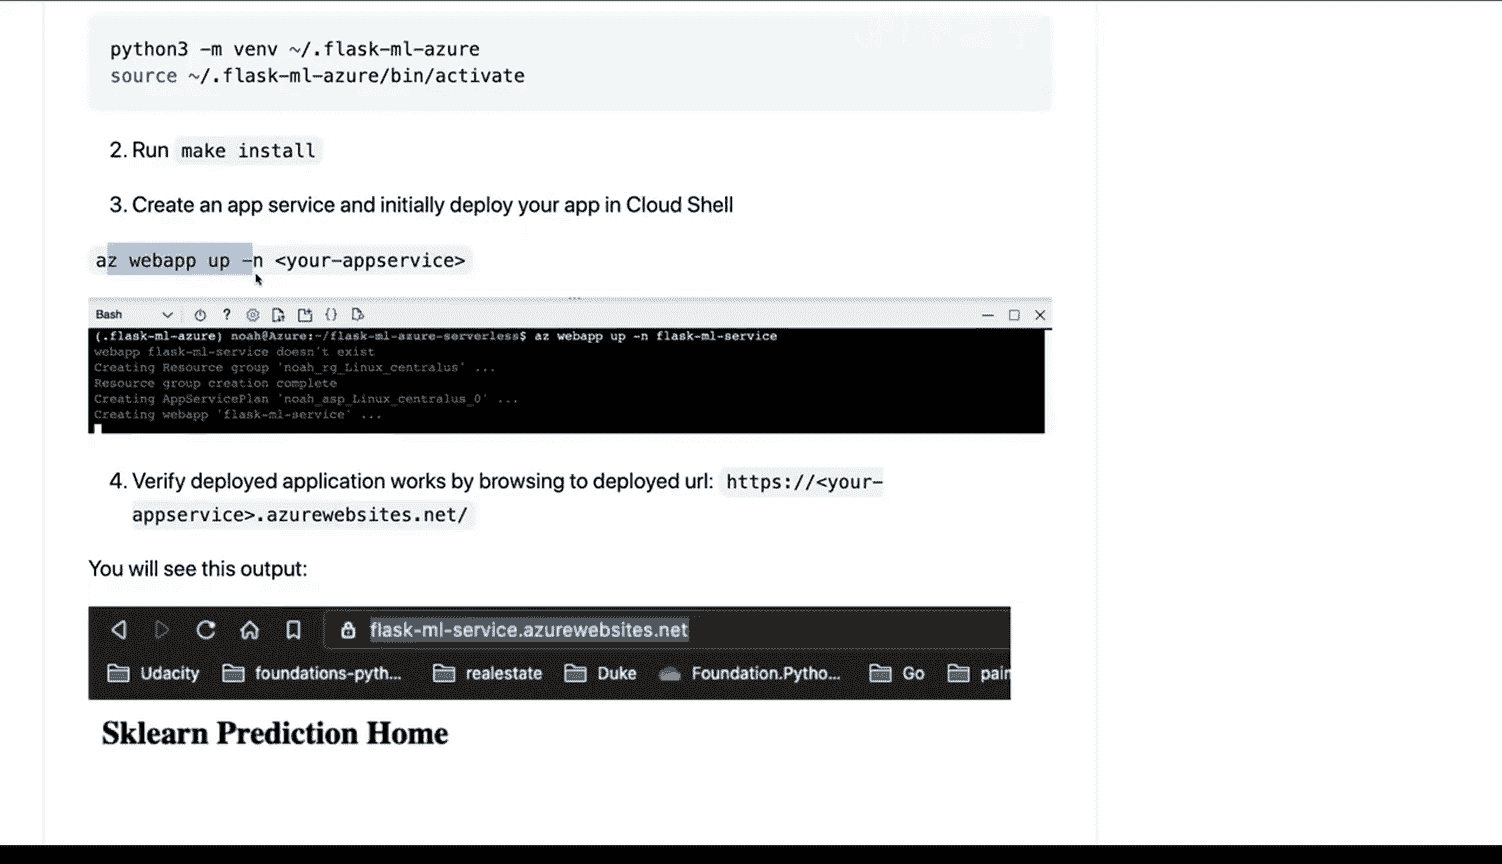 python3 -m venv ~/.flask-ml-azure
source ~/.flask-ml-azure/bin/activate
2. Run make install
3. Create an app service and initially deploy your app in Cloud Shell
az webapp up -n <your-appservice>
Bash
(.flask-ml-azure) noah@Azure:~/flask-ml-azure-serverless$ az webapp up -n flask-ml-service
webapp flask-ml-service doesn't exist
Creating Resource group 'noah_rg_Linux_centralus' ...
Resource group creation complete
Creating AppServicePlan 'noah_asp_Linux_centralus_0' ...
Creating webapp 'flask-ml-service' ...
4. Verify deployed application works by browsing to deployed url: https://<your-
appservice>.azurewebsites.net/
You will see this output:
flask-ml-service.azurewebsites.net
Udacity foundations-pyth... realestate Duke Foundation.Pytho... Go pain
Sklearn Prediction Home